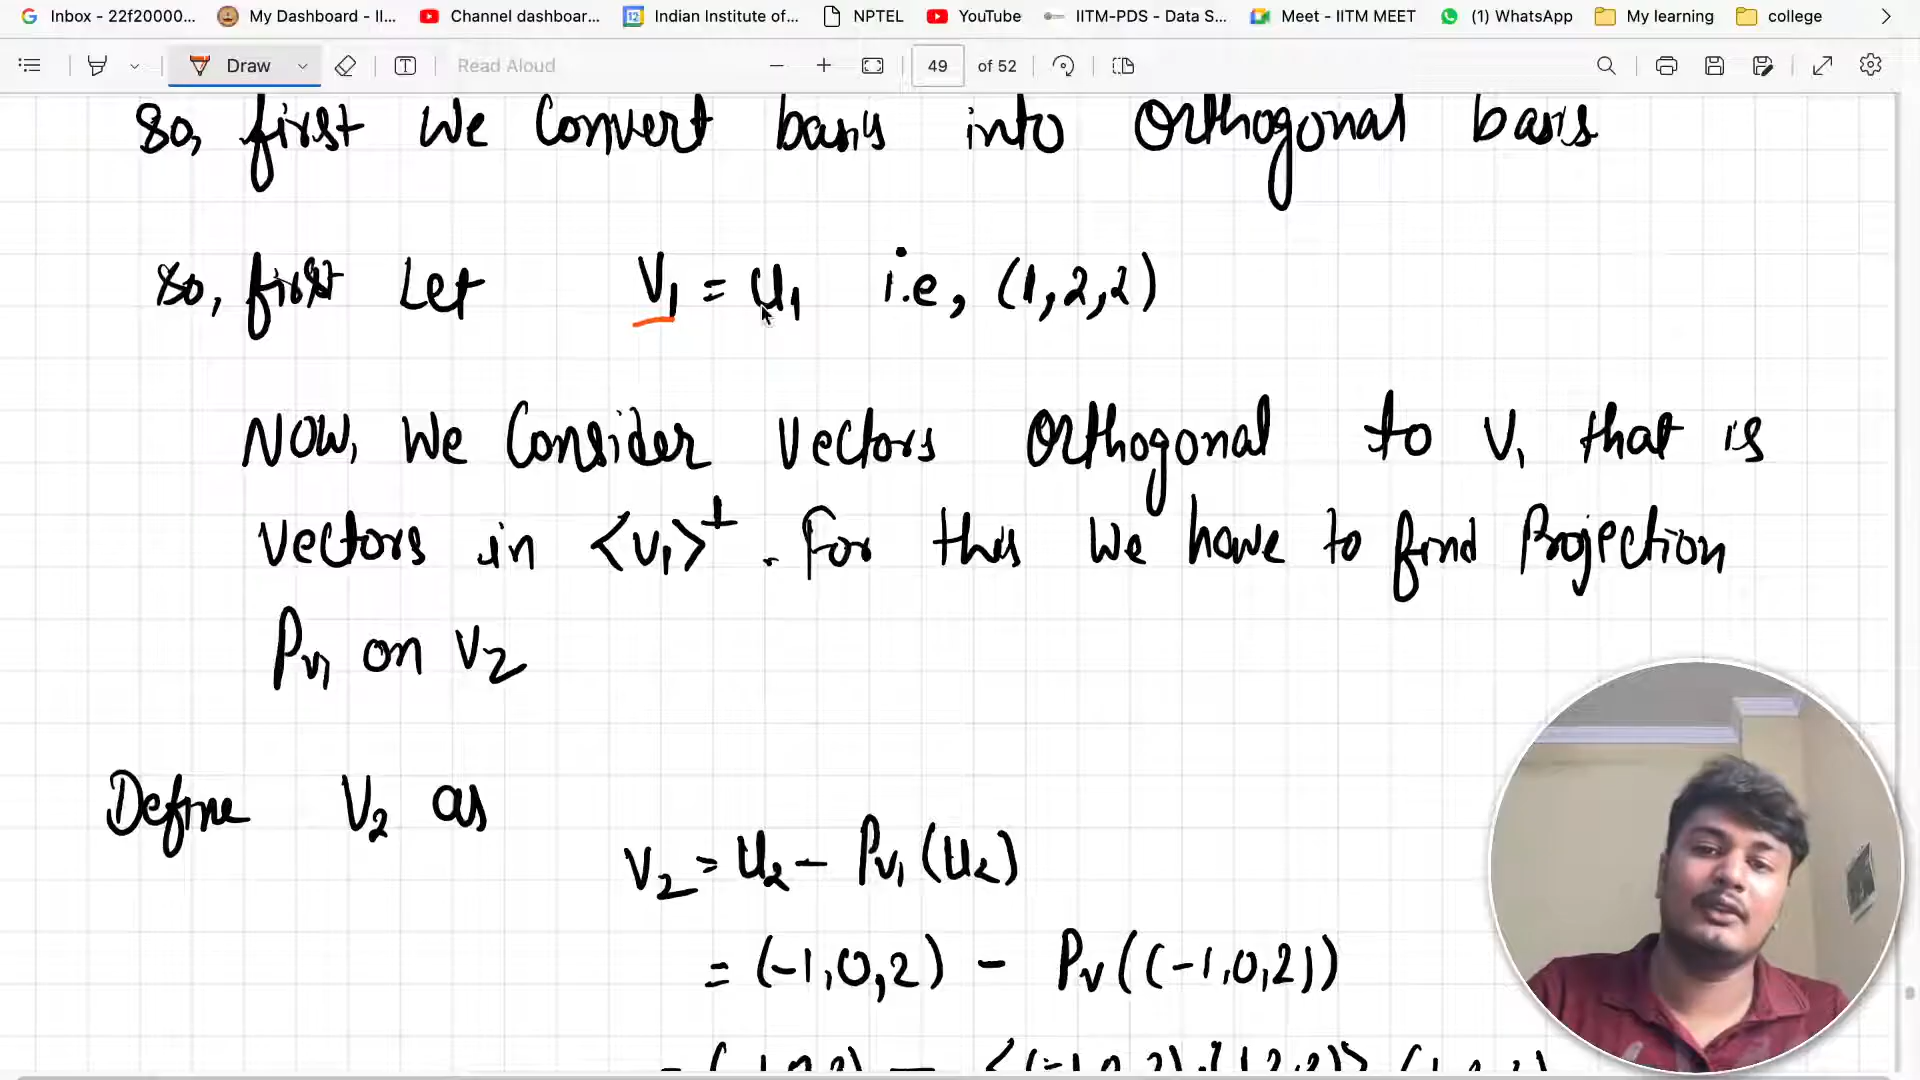 Inbox - 22f20000... My Dashboard - II... Channel dashboar... Indian Institute of... NPTEL YouTube IITM-PDS - Data S... Meet - IITM MEET (1) WhatsApp My learning college
Draw Read Aloud 49 of 52
So, first We Convert basis into Orthogonal basis
So, first Let V₁ = u₁ i.e, (1,2,2)
NOW, We Consider Vectors Orthogonal to V₁ that is
Vectors in <v₁>⊥. For this We have to find Projection
Pv₁ on V₂
Define V₂ as
V₂ = U₂ - Pv₁(U₂)
= (-1,0,2) - Pv((-1,0,2))